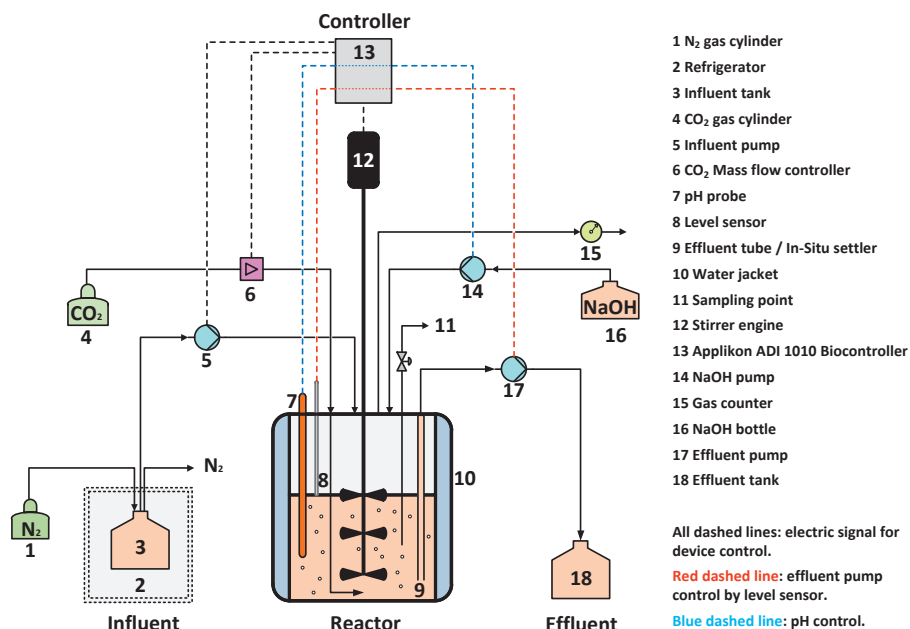 Controller
13
12
15
6
14
NaOH
16
CO₂
4
5
11
17
7
8
10
N₂
N₂
1
3
2
9
18
Influent
Reactor
Effluent
1 N₂ gas cylinder
2 Refrigerator
3 Influent tank
4 CO₂ gas cylinder
5 Influent pump
6 CO₂ Mass flow controller
7 pH probe
8 Level sensor
9 Effluent tube / In-Situ settler
10 Water jacket
11 Sampling point
12 Stirrer engine
13 Applikon ADI 1010 Biocontroller
14 NaOH pump
15 Gas counter
16 NaOH bottle
17 Effluent pump
18 Effluent tank
All dashed lines: electric signal for
device control.
Red dashed line: effluent pump
control by level sensor.
Blue dashed line: pH control.